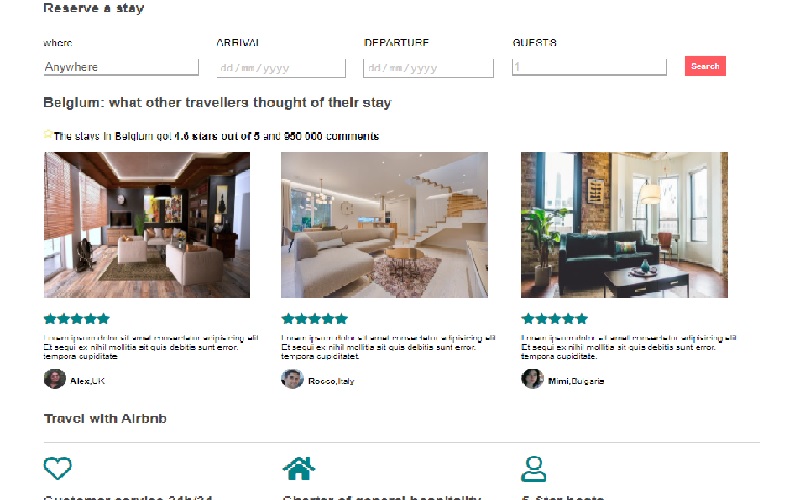 Reserve a stay
where
ARRIVAL
DEPARTURE
GUESTS
Anywhere
dd/mm/yyyy
dd/mm/yyyy
1
Search
Belgium: what other travellers thought of their stay
The stays in Belgium got 4.6 stars out of 5 and 950 000 comments
Lorem ipsum dolor sit amet consectetur adipisicing elit.
Et sequi ex nihil mollitia sit quis debitis sunt error,
tempora cupiditate.
Alex,UK
Lorem ipsum dolor sit amet consectetur adipisicing elit.
Et sequi ex nihil mollitia sit quis debitis sunt error,
tempora cupiditate.
Rocco,Italy
Lorem ipsum dolor sit amet consectetur adipisicing elit.
Et sequi ex nihil mollitia sit quis debitis sunt error,
tempora cupiditate.
Mimi,Bulgaria
Travel with Airbnb
Customer service 24h/24
Charter of general hospitality
5-Star hosts